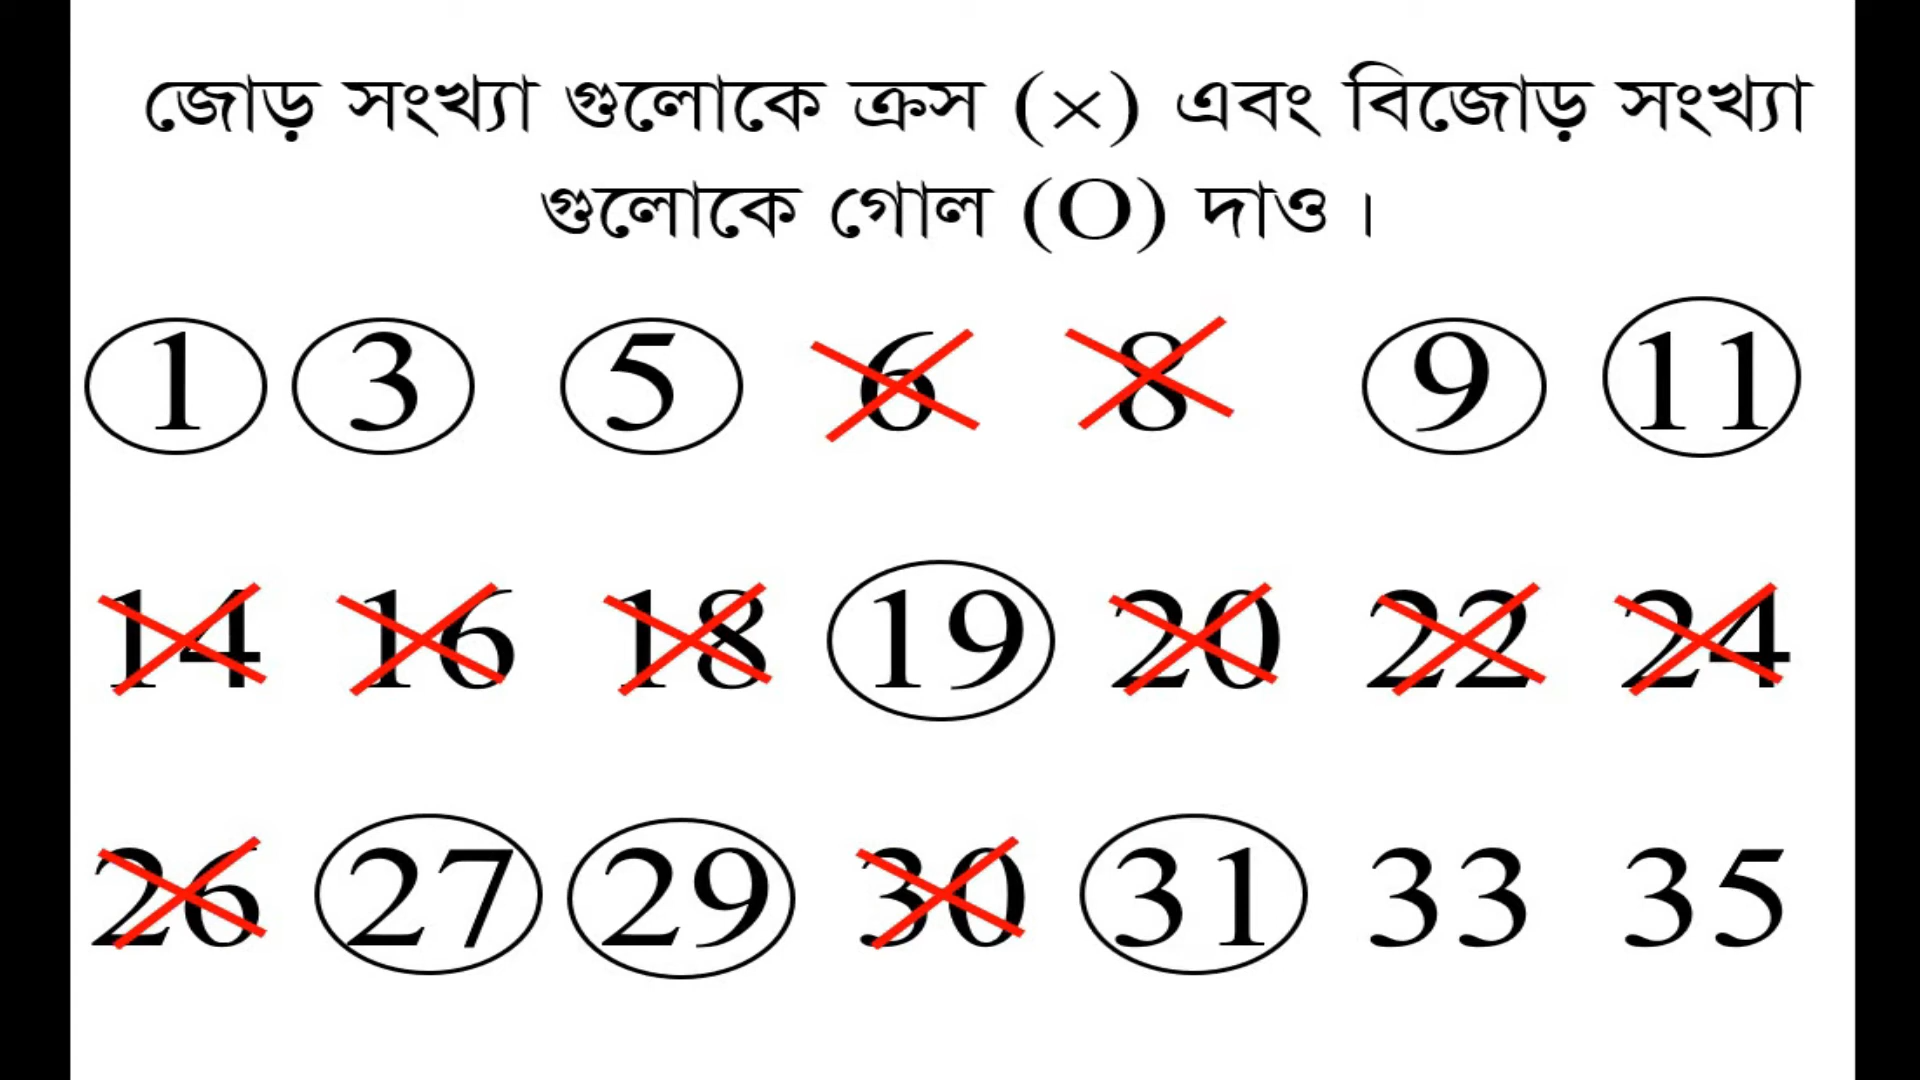 জোড় সংখ্যা গুলোকে ক্রস (×) এবং বিজোড় সংখ্যা
গুলোকে গোল (O) দাও ।
1 3 5 6 8 9 11
14 16 18 19 20 22 24
26 27 29 30 31 33 35